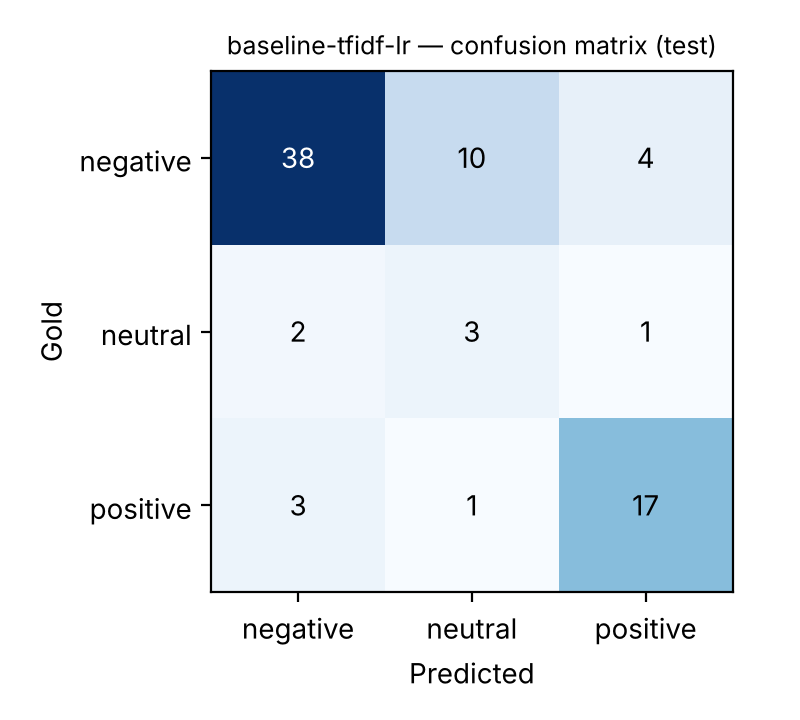 baseline-tfidf-lr — confusion matrix (test)
negative 38 10 4
neutral 2 3 1
positive 3 1 17
Gold
negative neutral positive
Predicted